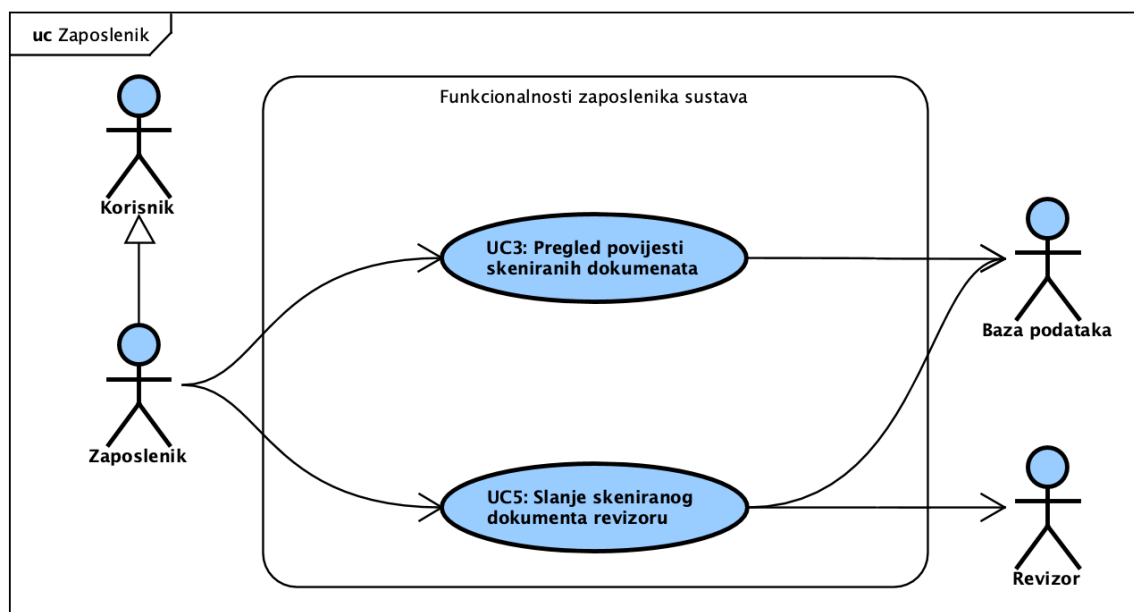 uc Zaposlenik
Funkcionalnosti zaposlenika sustava
Korisnik
UC3: Pregled povijesti
skeniranih dokumenata
Baza podataka
Zaposlenik
UC5: Slanje skeniranog
dokumenta revizoru
Revizor